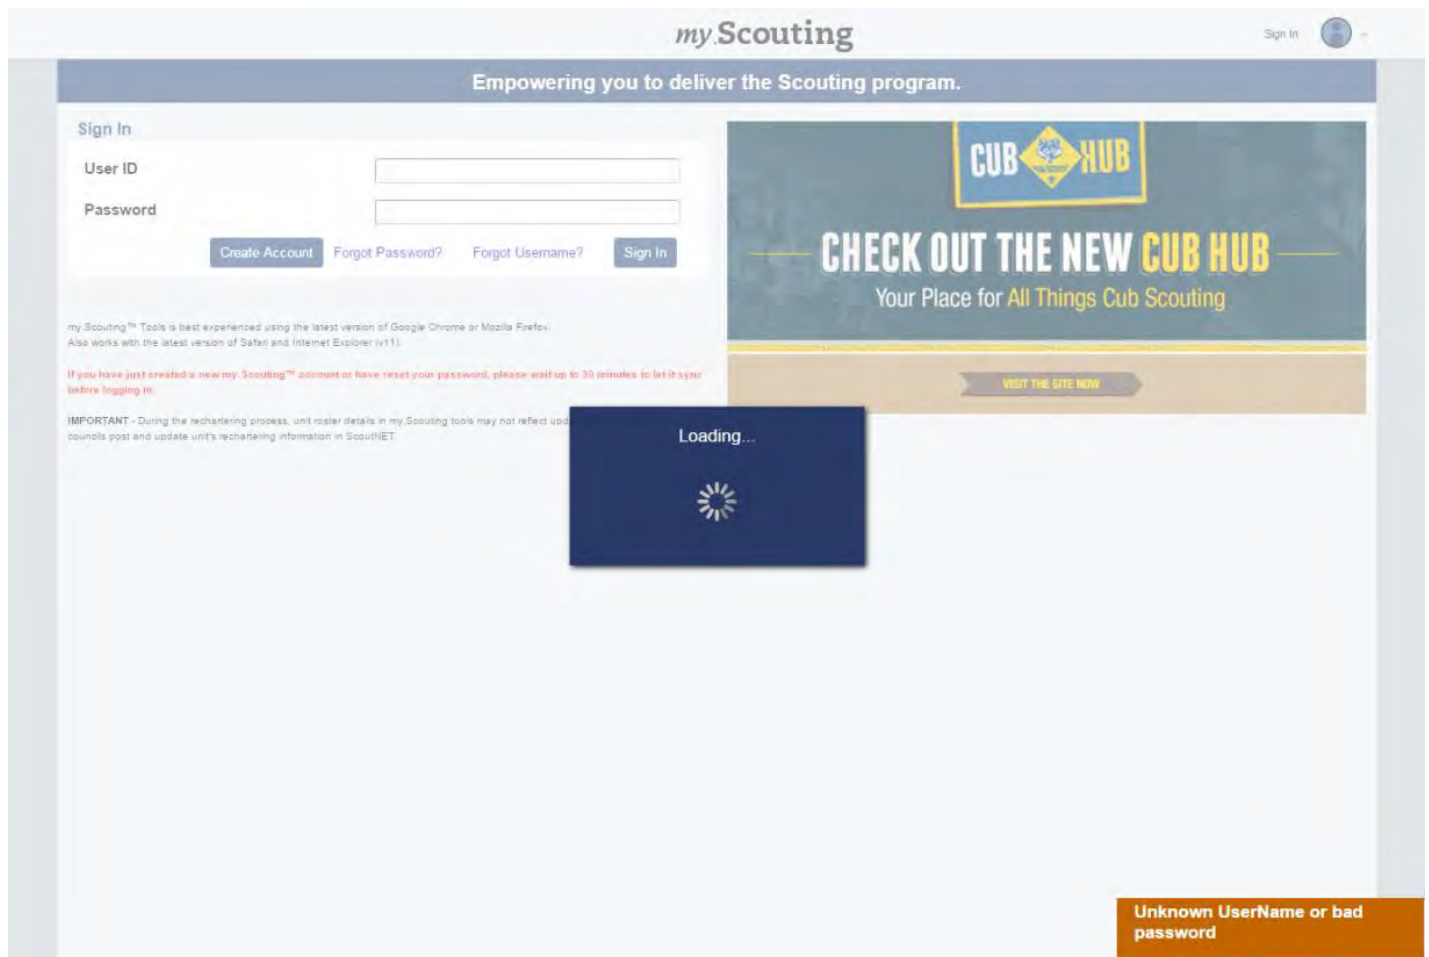 my.Scouting
Sign In
Empowering you to deliver the Scouting program.
Sign In
User ID
Password
Create Account Forgot Password? Forgot Username? Sign In
my.Scouting™ Tools is best experienced using the latest version of Google Chrome or Mozilla Firefox.
Also works with the latest version of Safari and Internet Explorer (v11).
If you have just created a new my.Scouting™ account or have reset your password, please wait up to 30 minutes to let it sync
before logging in.
IMPORTANT - During the rechartering process, unit roster details in my.Scouting tools may not reflect
councils post and update unit's rechartering information in ScoutNET.
CUB HUB
CHECK OUT THE NEW CUB HUB
Your Place for All Things Cub Scouting
VISIT THE SITE NOW
Loading...
Unknown UserName or bad
password